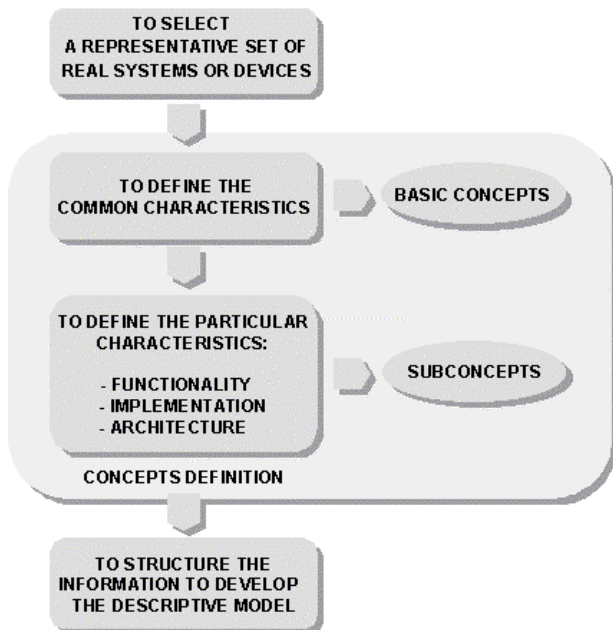 TO SELECT
A REPRESENTATIVE SET OF
REAL SYSTEMS OR DEVICES
TO DEFINE THE
COMMON CHARACTERISTICS
BASIC CONCEPTS
TO DEFINE THE PARTICULAR
CHARACTERISTICS:
- FUNCTIONALITY
- IMPLEMENTATION
- ARCHITECTURE
SUBCONCEPTS
CONCEPTS DEFINITION
TO STRUCTURE THE
INFORMATION TO DEVELOP
THE DESCRIPTIVE MODEL